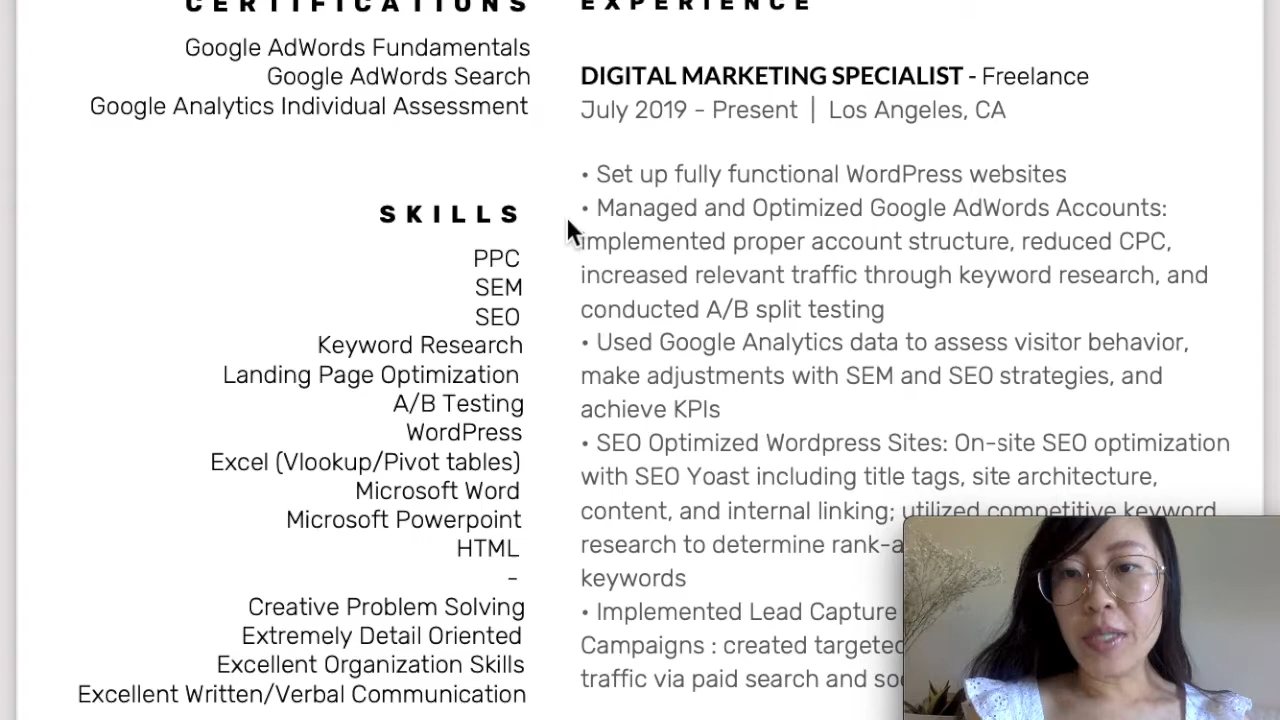 CERTIFICATIONS
Google AdWords Fundamentals
Google AdWords Search
Google Analytics Individual Assessment
SKILLS
PPC
SEM
SEO
Keyword Research
Landing Page Optimization
A/B Testing
WordPress
Excel (Vlookup/Pivot tables)
Microsoft Word
Microsoft Powerpoint
HTML
-
Creative Problem Solving
Extremely Detail Oriented
Excellent Organization Skills
Excellent Written/Verbal Communication
EXPERIENCE
DIGITAL MARKETING SPECIALIST - Freelance
July 2019 - Present | Los Angeles, CA
• Set up fully functional WordPress websites
• Managed and Optimized Google AdWords Accounts:
implemented proper account structure, reduced CPC,
increased relevant traffic through keyword research, and
conducted A/B split testing
• Used Google Analytics data to assess visitor behavior,
make adjustments with SEM and SEO strategies, and
achieve KPIs
• SEO Optimized Wordpress Sites: On-site SEO optimization
with SEO Yoast including title tags, site architecture,
content, and internal linking; utilized competitive keyword
research to determine rank-a
keywords
• Implemented Lead Capture
Campaigns : created targeted
traffic via paid search and